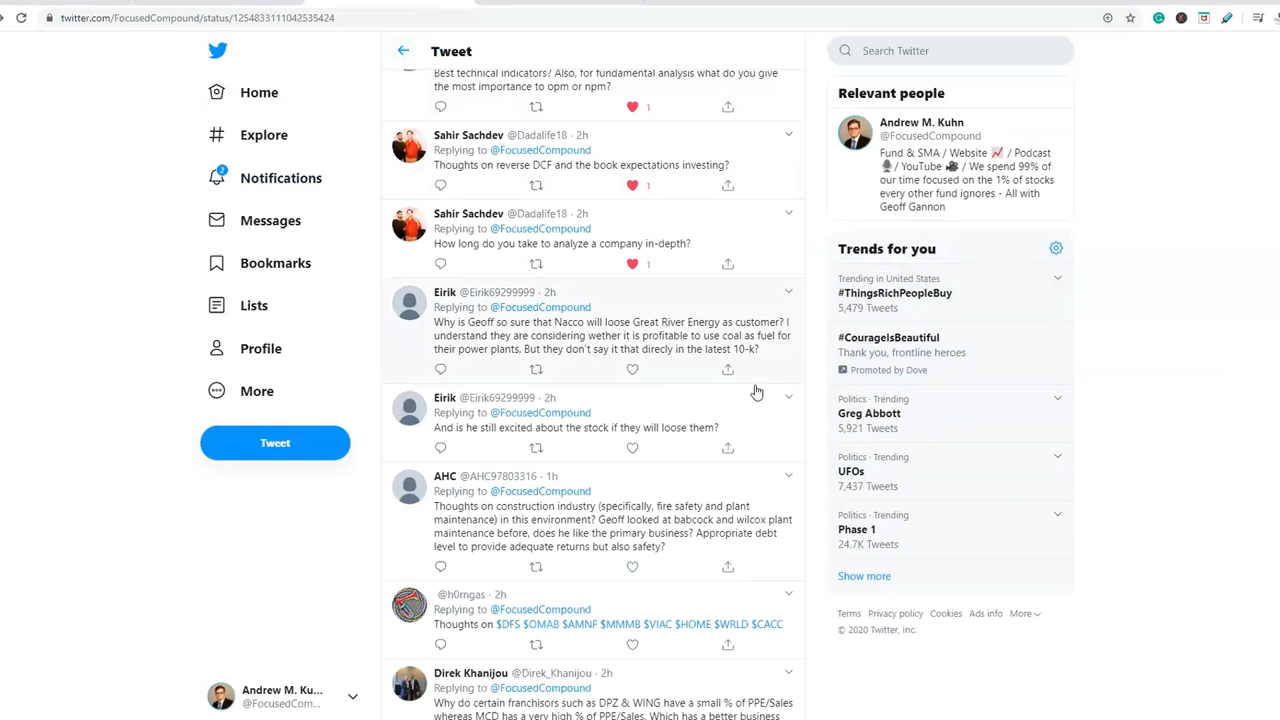 twitter.com/FocusedCompound/status/1254833111042535424
Home
Explore
2
Notifications
Messages
Bookmarks
Lists
Profile
More
Tweet
Andrew M. Ku...
@FocusedCom...
Tweet
Best technical indicators? Also, for fundamental analysis what do you give
the most importance to opm or npm?
1
Sahir Sachdev @Dadalife18 · 2h
Replying to @FocusedCompound
Thoughts on reverse DCF and the book expectations investing?
1
Sahir Sachdev @Dadalife18 · 2h
Replying to @FocusedCompound
How long do you take to analyze a company in-depth?
1
Eirik @Eirik69299999 · 2h
Replying to @FocusedCompound
Why is Geoff so sure that Nacco will loose Great River Energy as customer? I
understand they are considering wether it is profitable to use coal as fuel for
their power plants. But they don't say it that direcly in the latest 10-k?
Eirik @Eirik69299999 · 2h
Replying to @FocusedCompound
And is he still excited about the stock if they will loose them?
AHC @AHC97803316 · 1h
Replying to @FocusedCompound
Thoughts on construction industry (specifically, fire safety and plant
maintenance) in this environment? Geoff looked at babcock and wilcox plant
maintenance before, does he like the primary business? Appropriate debt
level to provide adequate returns but also safety?
@h0rngas · 2h
Replying to @FocusedCompound
Thoughts on $DFS $OMAB $AMNF $MMMB $VIAC $HOME $WRLD $CACC
Direk Khanijou @Direk_Khanijou · 2h
Replying to @FocusedCompound
Why do certain franchisors such as DPZ & WING have a small % of PPE/Sales
whereas MCD has a very high % of PPE/Sales. Which has a better business
Search Twitter
Relevant people
Andrew M. Kuhn
@FocusedCompound
Fund & SMA / Website / Podcast
/ YouTube / We spend 99% of
our time focused on the 1% of stocks
every other fund ignores - All with
Geoff Gannon
Trends for you
Trending in United States
#ThingsRichPeopleBuy
5,479 Tweets
#CourageIsBeautiful
Thank you, frontline heroes
Promoted by Dove
Politics · Trending
Greg Abbott
5,921 Tweets
Politics · Trending
UFOs
7,437 Tweets
Politics · Trending
Phase 1
24.7K Tweets
Show more
Terms Privacy policy Cookies Ads info More
© 2020 Twitter, Inc.